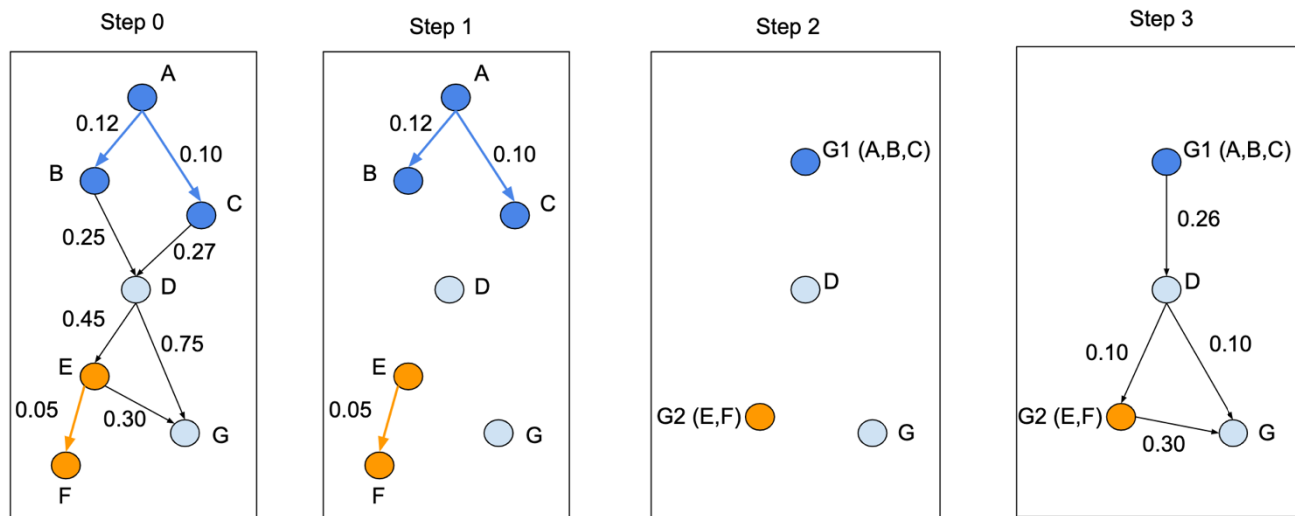 Step 0
A
0.12
0.10
B
C
0.25
0.27
D
0.45
0.75
E
0.05
0.30
G
F
Step 1
A
0.12
0.10
B
C
D
E
0.05
G
F
Step 2
G1 (A,B,C)
D
G2 (E,F)
G
Step 3
G1 (A,B,C)
0.26
D
0.10
0.10
G2 (E,F)
G
0.30